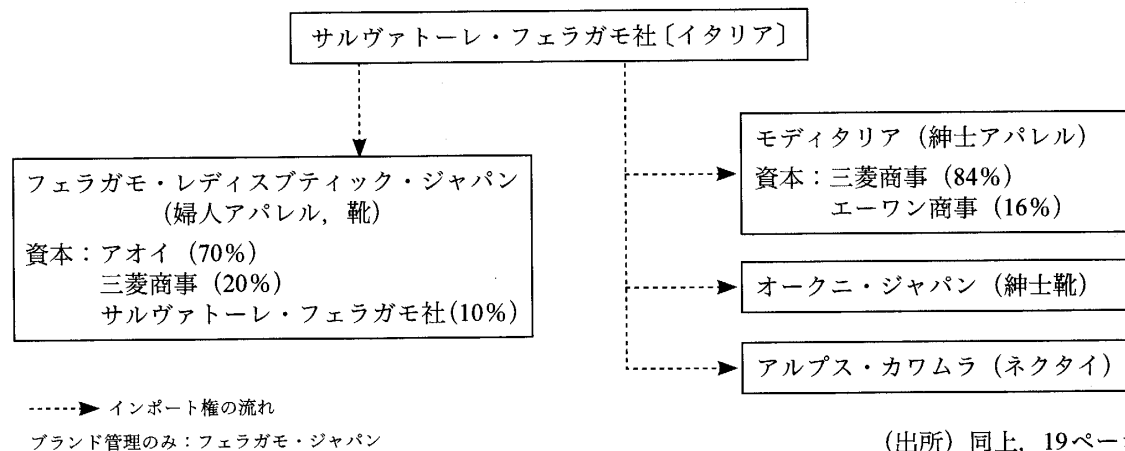 サルヴァトーレ・フェラガモ社〔イタリア〕
フェラガモ・レディスブティック・ジャパン
(婦人アパレル,靴)
資本:アオイ(70%)
三菱商事(20%)
サルヴァトーレ・フェラガモ社(10%)
モディタリア(紳士アパレル)
資本:三菱商事(84%)
エーワン商事(16%)
オークニ・ジャパン(紳士靴)
アルプス・カワムラ(ネクタイ)
インポート権の流れ
ブランド管理のみ:フェラガモ・ジャパン
(出所)同上,19ペー